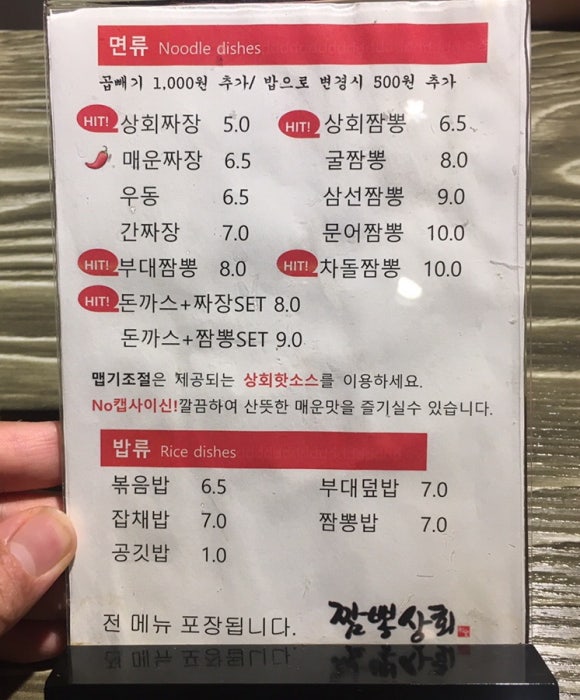 면류 Noodle dishes
곱빼기 1,000원 추가/ 밥으로 변경시 500원 추가
HIT! 상회짜장 5.0 HIT! 상회짬뽕 6.5
매운짜장 6.5 굴짬뽕 8.0
우동 6.5 삼선짬뽕 9.0
간짜장 7.0 문어짬뽕 10.0
HIT! 부대짬뽕 8.0 HIT! 차돌짬뽕 10.0
HIT! 돈까스+짜장SET 8.0
돈까스+짬뽕SET 9.0
맵기조절은 제공되는 상회핫소스를 이용하세요.
No캡사이신!깔끔하여 산뜻한 매운맛을 즐기실수 있습니다.
밥류 Rice dishes
볶음밥 6.5 부대덮밥 7.0
잡채밥 7.0 짬뽕밥 7.0
공깃밥 1.0
전 메뉴 포장됩니다. 짬뽕상회